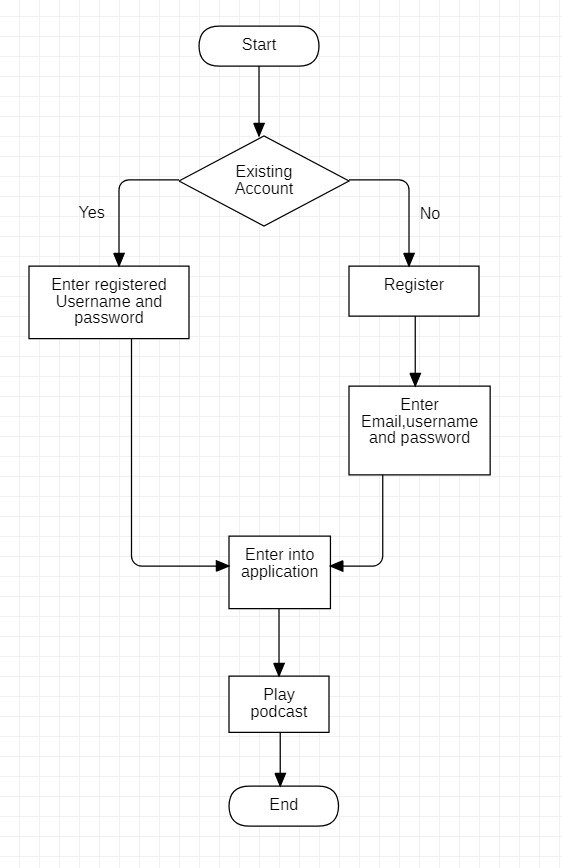 Start
Existing
Account
Yes
No
Enter registered
Username and
password
Register
Enter
Email,username
and password
Enter into
application
Play
podcast
End